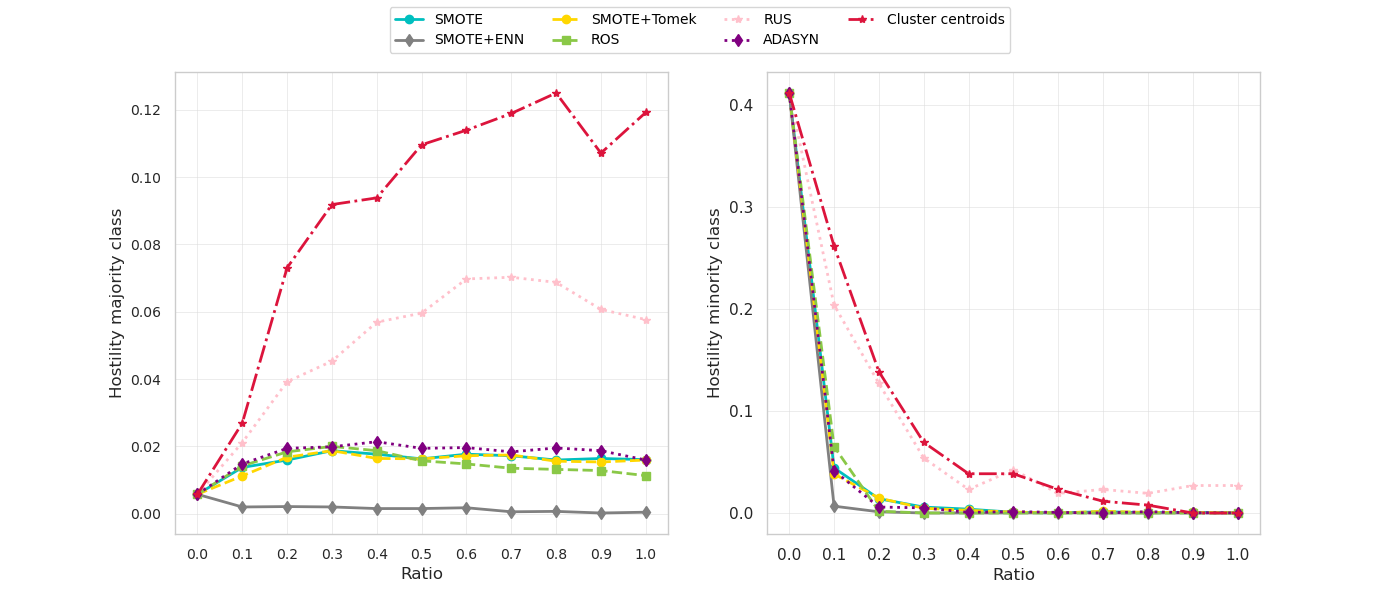 SMOTE SMOTE+Tomek RUS Cluster centroids
SMOTE+ENN ROS ADASYN
Hostility majority class
0.12
0.10
0.08
0.06
0.04
0.02
0.00
0.0 0.1 0.2 0.3 0.4 0.5 0.6 0.7 0.8 0.9 1.0
Ratio
Hostility minority class
0.4
0.3
0.2
0.1
0.0
0.0 0.1 0.2 0.3 0.4 0.5 0.6 0.7 0.8 0.9 1.0
Ratio